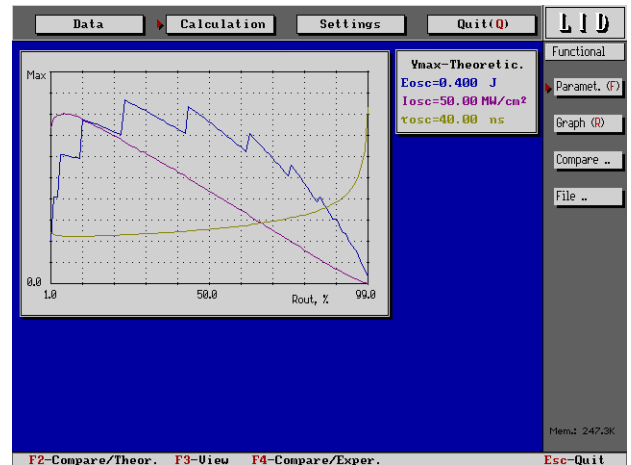 Data Calculation Settings Quit(Q) LID
Functional
Ymax-Theoretic.
Eosc=0.400 J
Iosc=50.00 MW/cm²
τosc=40.00 ns
Paramet. (F)
Graph (R)
Compare ..
File ..
Max
0.0
1.0 50.0 Rout, % 99.0
Mem.: 247.3K
F2-Compare/Theor. F3-View F4-Compare/Exper. Esc-Quit